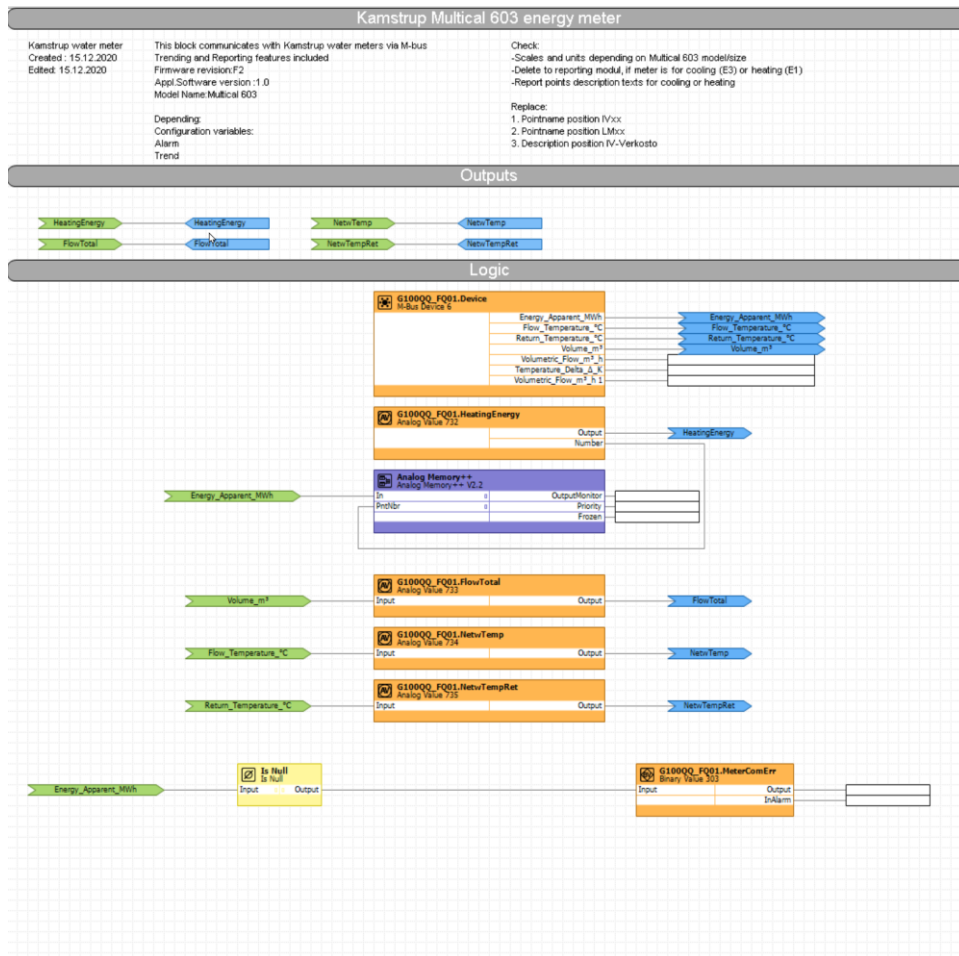 Kamstrup Multical 603 energy meter
Kamstrup water meter
Created : 15.12.2020
Edited: 15.12.2020
This block communicates with Kamstrup water meters via M-bus
Trending and Reporting features included
Firmware revision:F2
Appl.Software version :1.0
Model Name:Multical 603
Depending:
Configuration variables:
Alarm
Trend
Check:
-Scales and units depending on Multical 603 model/size
-Delete to reporting modul, if meter is for cooling (E3) or heating (E1)
-Report points description texts for cooling or heating
Replace:
1. Pointname position IVxx
2. Pointname position LMxx
3. Description position IV-Verkosto
Outputs
HeatingEnergy HeatingEnergy NetwTemp NetwTemp
FlowTotal FlowTotal NetwTempRet NetwTempRet
Logic
G100QQ_FQ01.Device
M-Bus Device 6
Energy_Apparent_MWh Energy_Apparent_MWh
Flow_Temperature_°C Flow_Temperature_°C
Return_Temperature_°C Return_Temperature_°C
Volume_m³ Volume_m³
Volumetric_Flow_m³_h
Temperature_Delta_Δ_K
Volumetric_Flow_m³_h 1
G100QQ_FQ01.HeatingEnergy
Analog Value 732
Output HeatingEnergy
Number
Analog Memory++
Analog Memory++ V2.2
Energy_Apparent_MWh In 0 OutputMonitor
PntNbr 0 Priority
Frozen
G100QQ_FQ01.FlowTotal
Analog Value 733
Volume_m³ Input Output FlowTotal
G100QQ_FQ01.NetwTemp
Analog Value 734
Flow_Temperature_°C Input Output NetwTemp
G100QQ_FQ01.NetwTempRet
Analog Value 735
Return_Temperature_°C Input Output NetwTempRet
Is Null
Is Null
Energy_Apparent_MWh Input Output
G100QQ_FQ01.MeterComErr
Binary Value 303
Input Output
InAlarm